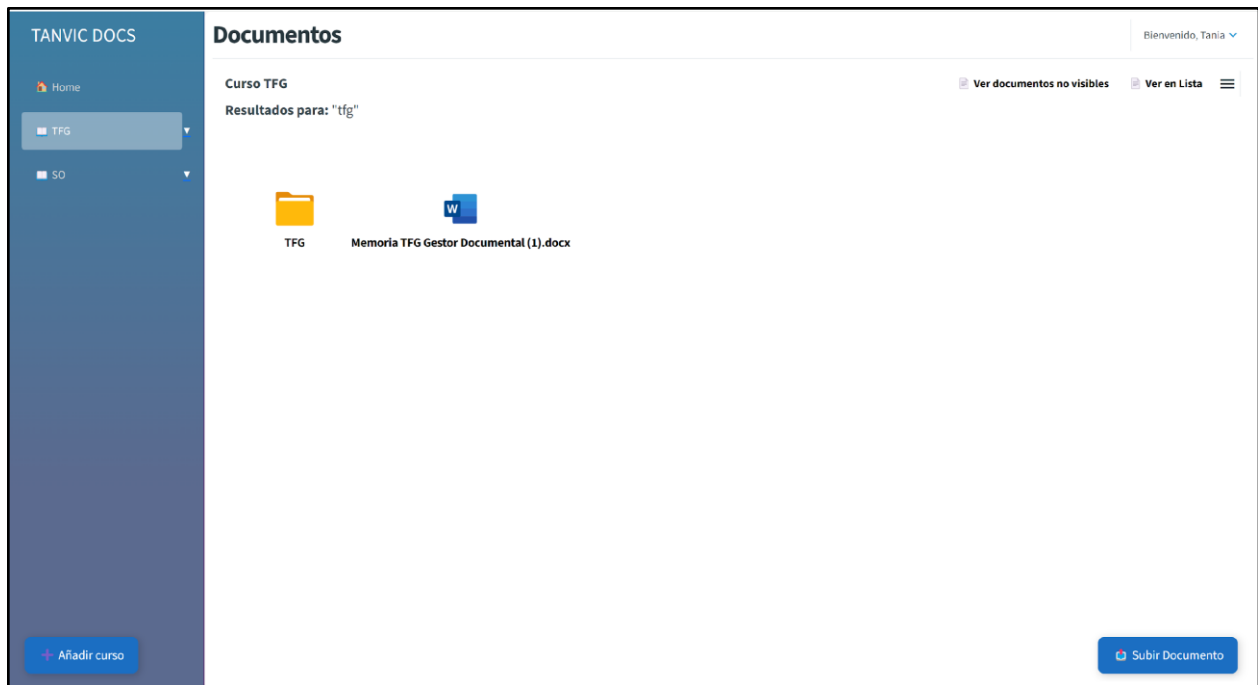 TANVIC DOCS
Home
TFG
SO
Añadir curso
Documentos
Bienvenido, Tania
Curso TFG
Ver documentos no visibles
Ver en Lista
Resultados para: "tfg"
TFG
Memoria TFG Gestor Documental (1).docx
Subir Documento